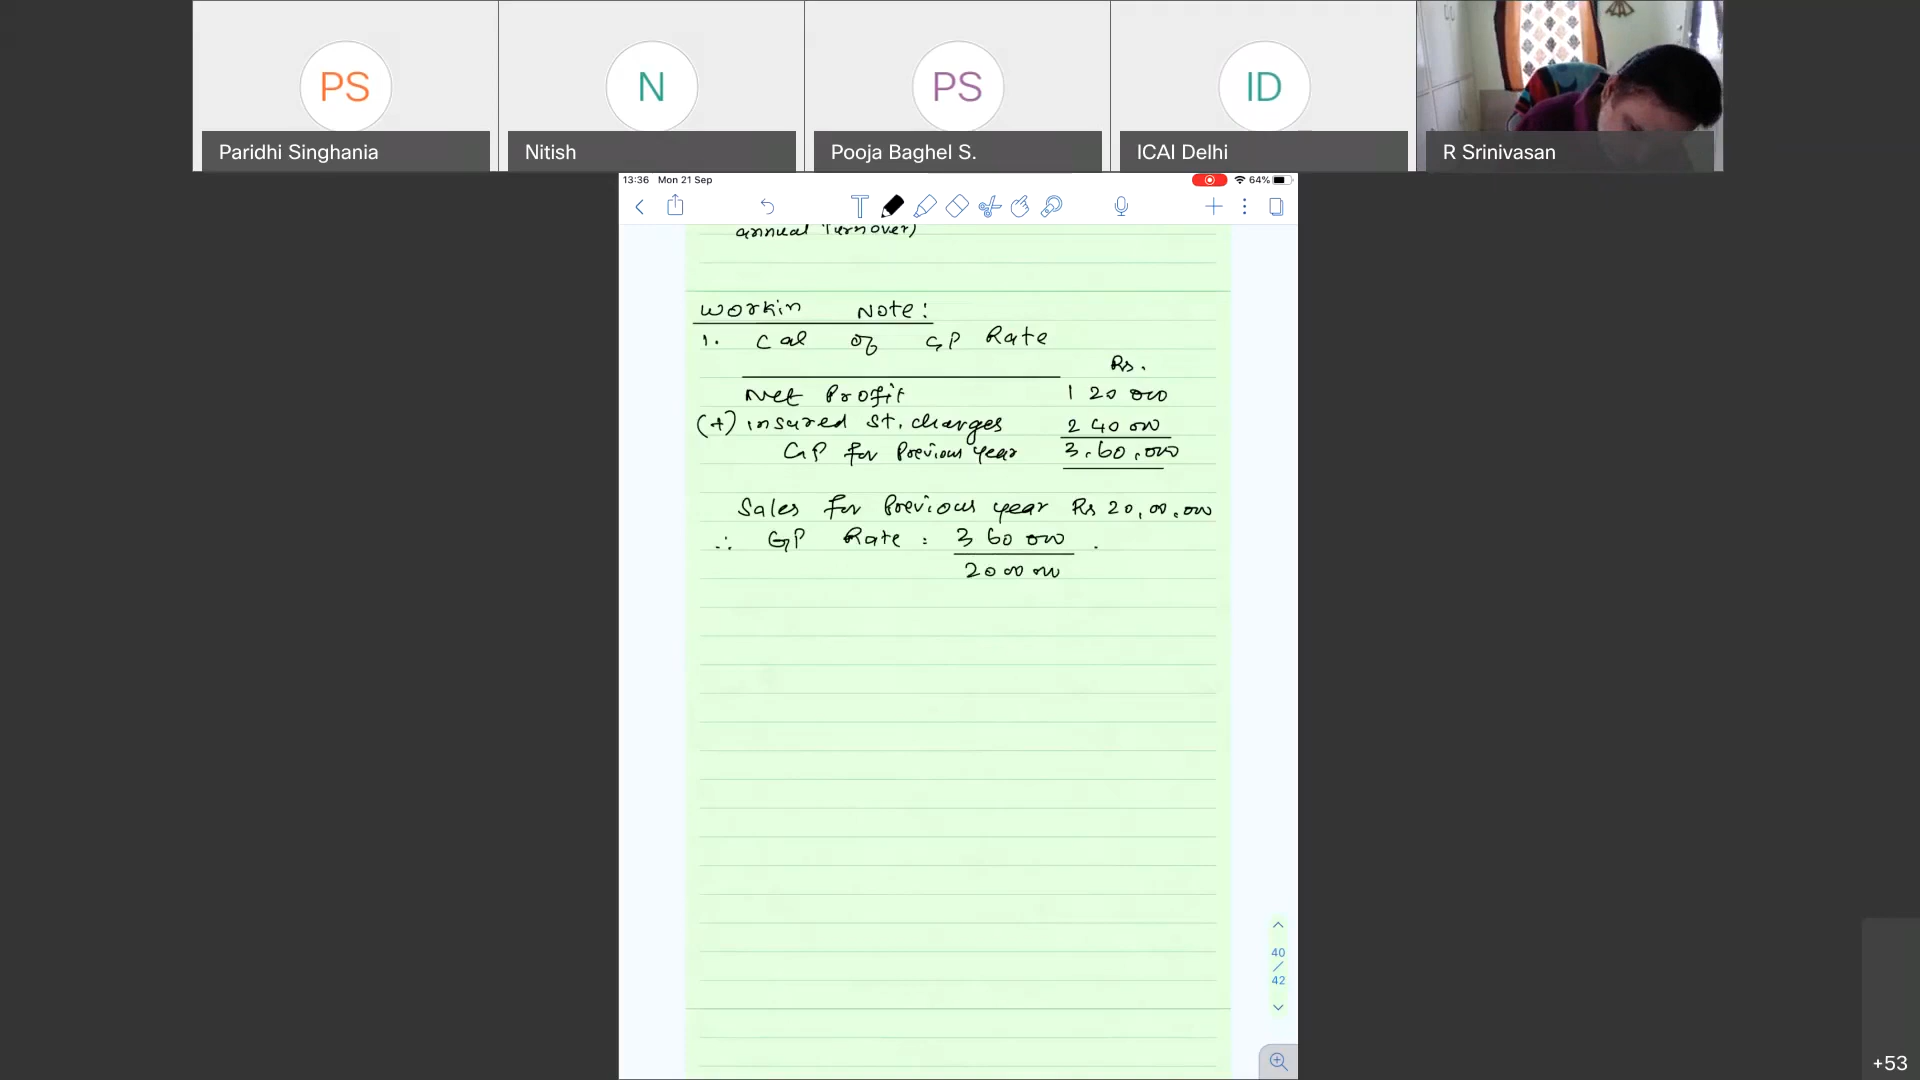 PS
N
PS
ID
Paridhi Singhania
Nitish
Pooja Baghel S.
ICAI Delhi
R Srinivasan
13:36 Mon 21 Sep
64%
T
annual Turnover)
Workin Note:
1. Cal of GP Rate
Rs.
Net Profit 1 20 000
(+) insured St. charges 2 40 000
GP for Previous year 3,60,000
Sales for Previous year Rs 20,00,000
∴ GP Rate : 3 60 000 .
20 00 000
40
/
42
+53